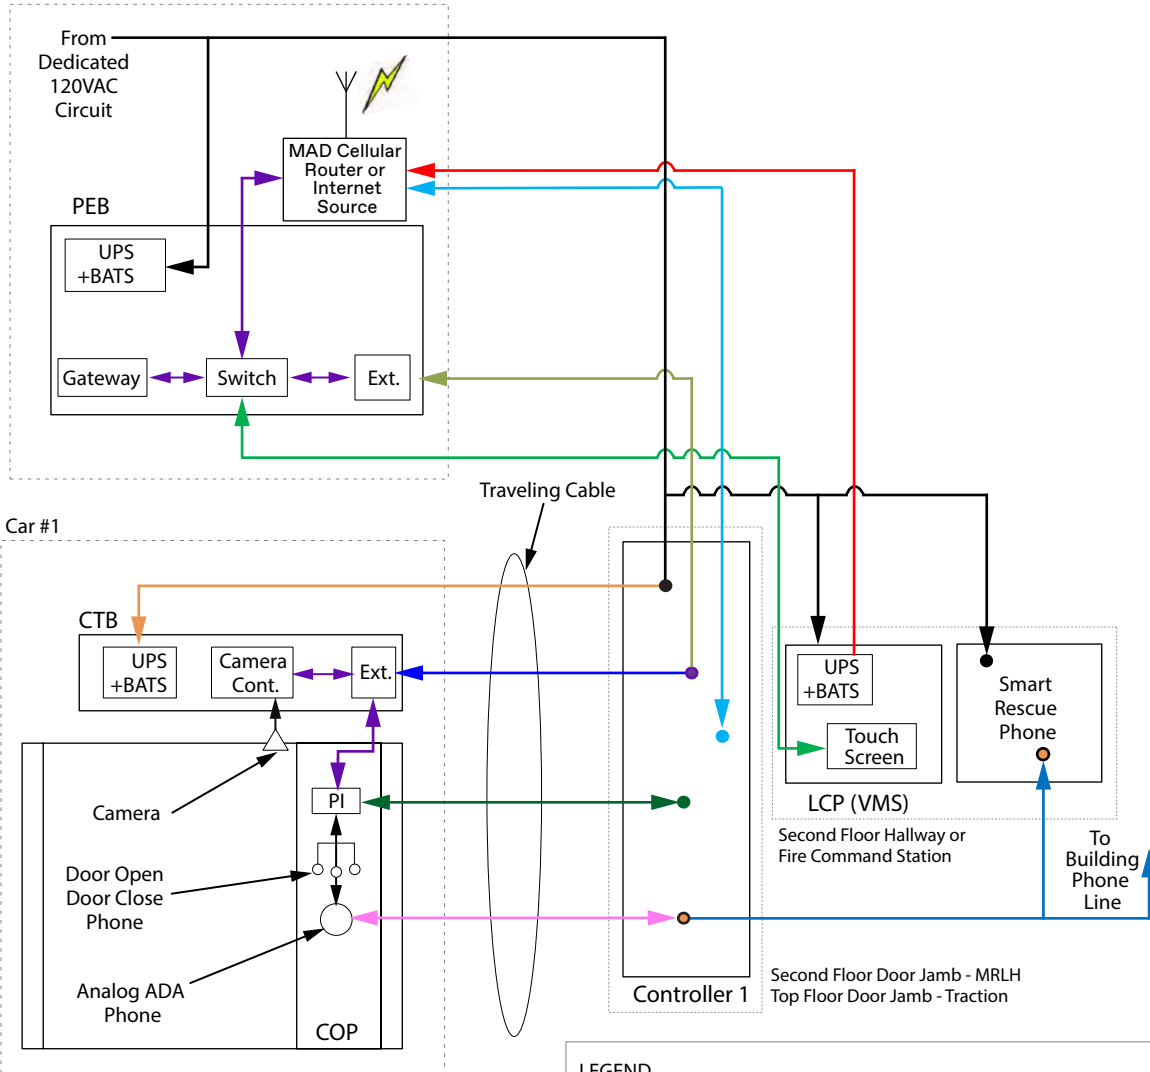 From
Dedicated
120VAC
Circuit
MAD Cellular
Router or
Internet
Source
PEB
UPS
+BATS
Gateway
Switch
Ext.
Traveling Cable
Car #1
CTB
UPS
+BATS
Camera
Cont.
Ext.
UPS
+BATS
Touch
Screen
LCP (VMS)
Smart
Rescue
Phone
Second Floor Hallway or
Fire Command Station
To
Building
Phone
Line
PI
Camera
Door Open
Door Close
Phone
Analog ADA
Phone
COP
Controller 1
Second Floor Door Jamb - MRLH
Top Floor Door Jamb - Traction
LEGEND